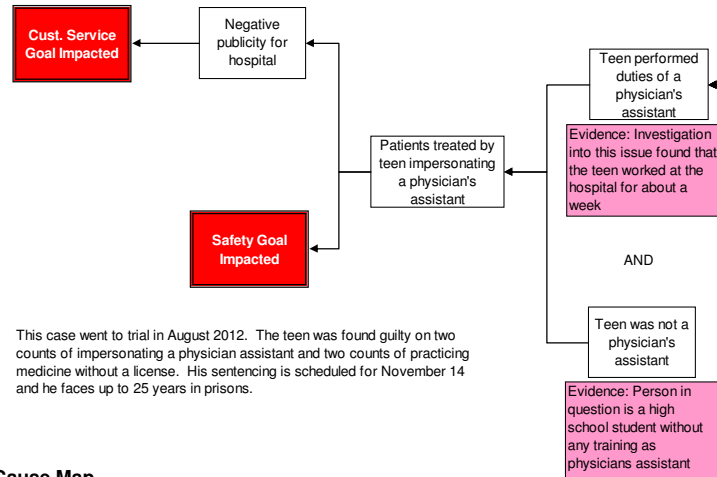 Cust. Service
Goal Impacted
Negative
publicity for
hospital
Teen performed
duties of a
physician's
assistant
Evidence: Investigation
into this issue found that
the teen worked at the
hospital for about a
week
Patients treated by
teen impersonating
a physician's
assistant
Safety Goal
Impacted
AND
Teen was not a
physician's
assistant
Evidence: Person in
question is a high
school student without
any training as
physicians assistant
This case went to trial in August 2012.  The teen was found guilty on two
counts of impersonating a physician assistant and two counts of practicing
medicine without a license.  His sentencing is scheduled for November 14
and he faces up to 25 years in prisons.
Cause Map